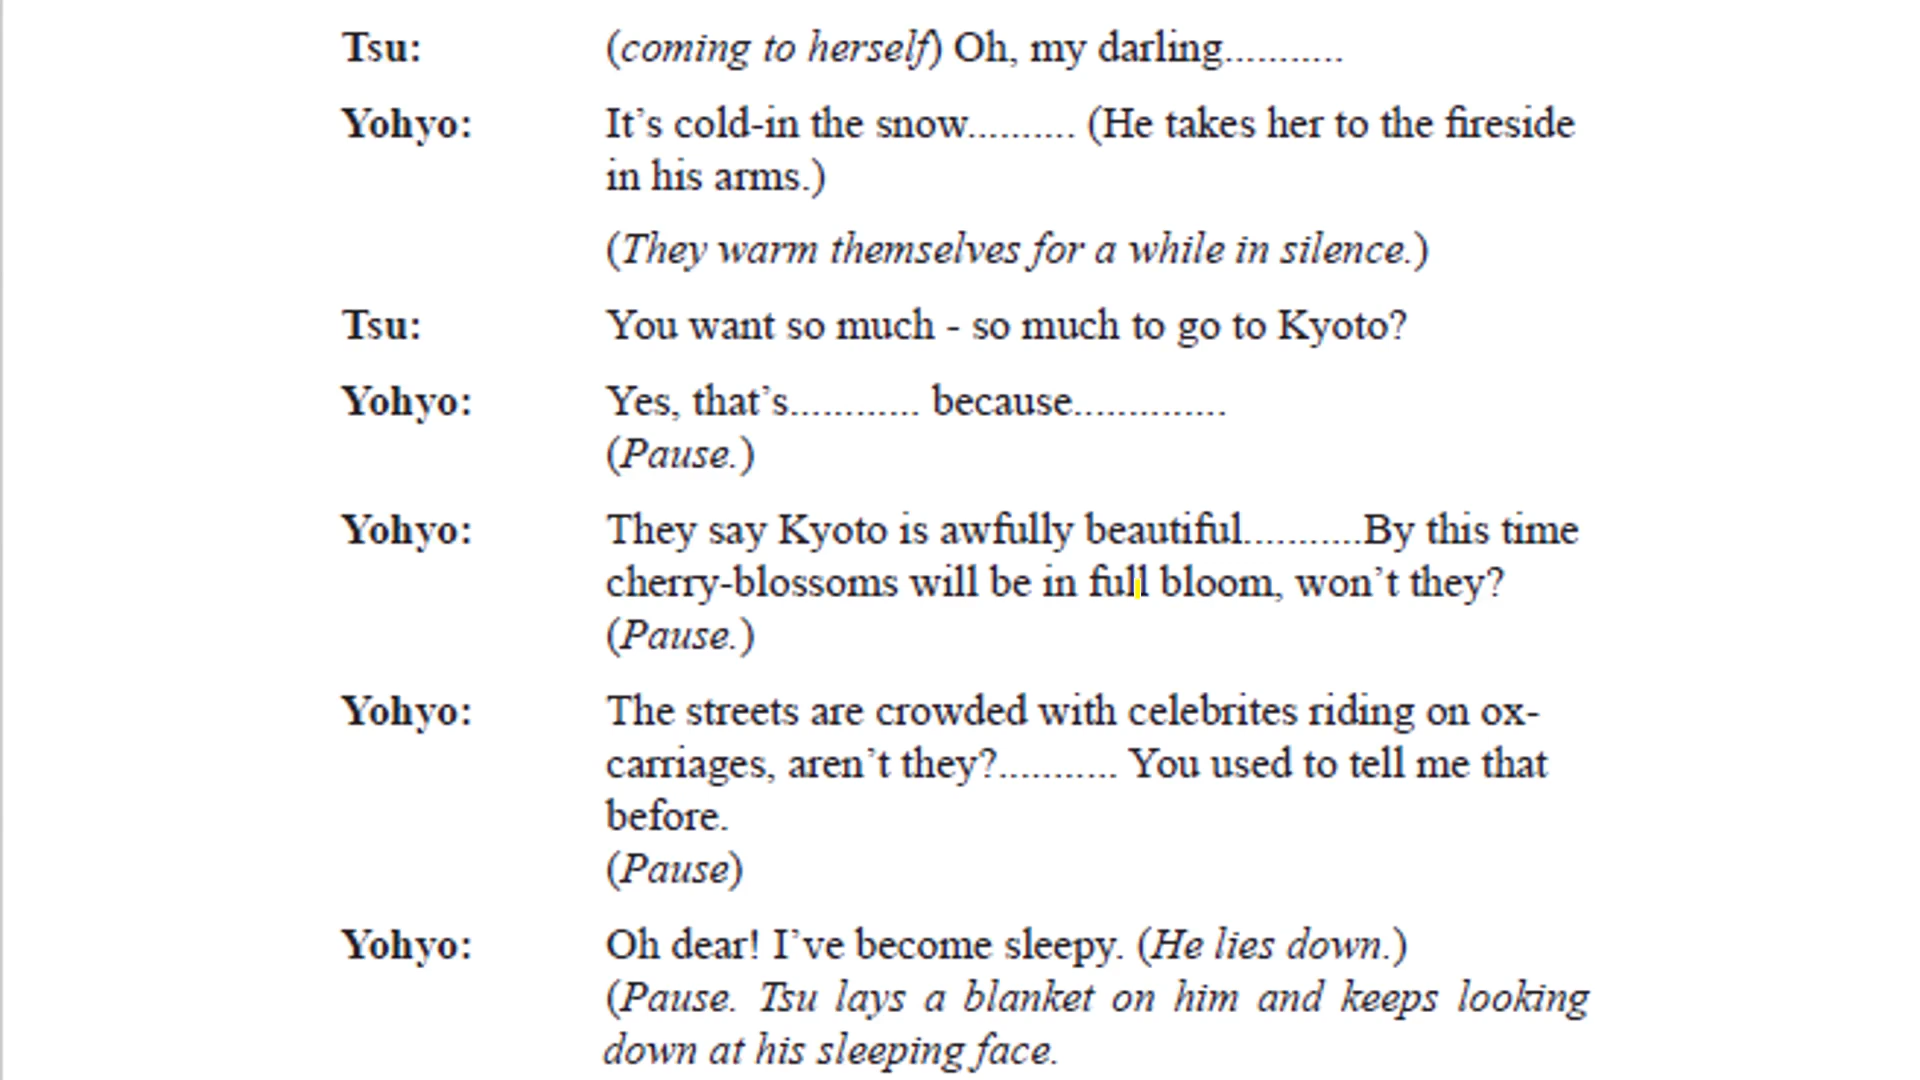 Tsu: (coming to herself) Oh, my darling...........
Yohyo: It's cold-in the snow.......... (He takes her to the fireside
in his arms.)
(They warm themselves for a while in silence.)
Tsu: You want so much - so much to go to Kyoto?
Yohyo: Yes, that's............ because..............
(Pause.)
Yohyo: They say Kyoto is awfully beautiful...........By this time
cherry-blossoms will be in full bloom, won't they?
(Pause.)
Yohyo: The streets are crowded with celebrites riding on ox-
carriages, aren't they?........... You used to tell me that
before.
(Pause)
Yohyo: Oh dear! I've become sleepy. (He lies down.)
(Pause. Tsu lays a blanket on him and keeps looking
down at his sleeping face.